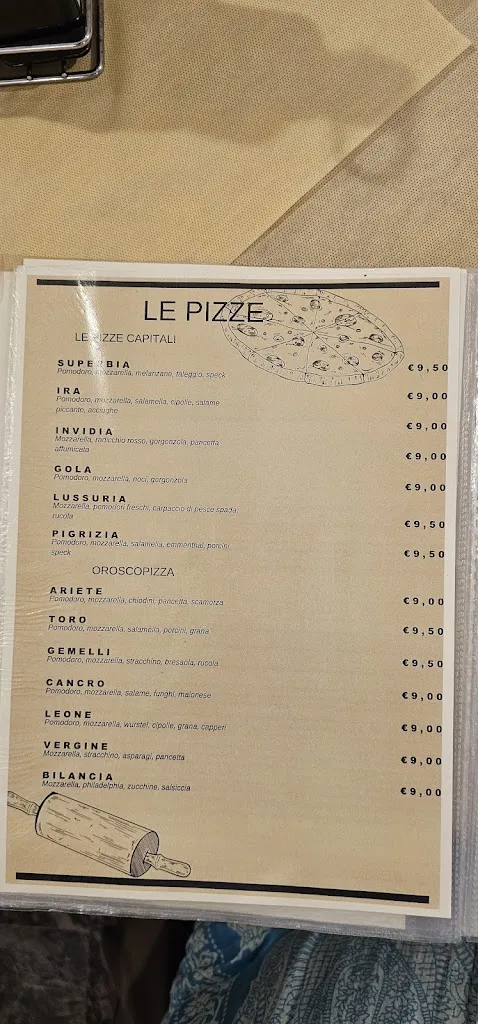 LE PIZZE
LE PIZZE CAPITALI
SUPERBIA € 9,50
Pomodoro, mozzarella, melanzane, taleggio, speck
IRA € 9,00
Pomodoro, mozzarella, salamella, cipolle, salame
piccante, acciughe
INVIDIA € 9,00
Mozzarella, radicchio rosso, gorgonzola, pancetta
affumicata
€ 9,00
GOLA
Pomodoro, mozzarella, noci, gorgonzola
€ 9,00
LUSSURIA
Mozzarella, pomodori freschi, carpaccio di pesce spada,
rucola
€ 9,50
PIGRIZIA
Pomodoro, mozzarella, salamella, emmenthal, porcini,
speck
€ 9,50
OROSCOPIZZA
ARIETE
Pomodoro, mozzarella, chiodini, pancetta, scamorza € 9,00
TORO
Pomodoro, mozzarella, salamella, porcini, grana € 9,50
GEMELLI
Pomodoro, mozzarella, stracchino, bresaola, rucola € 9,50
CANCRO
Pomodoro, mozzarella, salame, funghi, maionese € 9,00
LEONE
Pomodoro, mozzarella, wurstel, cipolle, grana, capperi € 9,00
VERGINE
Mozzarella, stracchino, asparagi, pancetta € 9,00
BILANCIA
Mozzarella, philadelphia, zucchine, salsiccia € 9,00